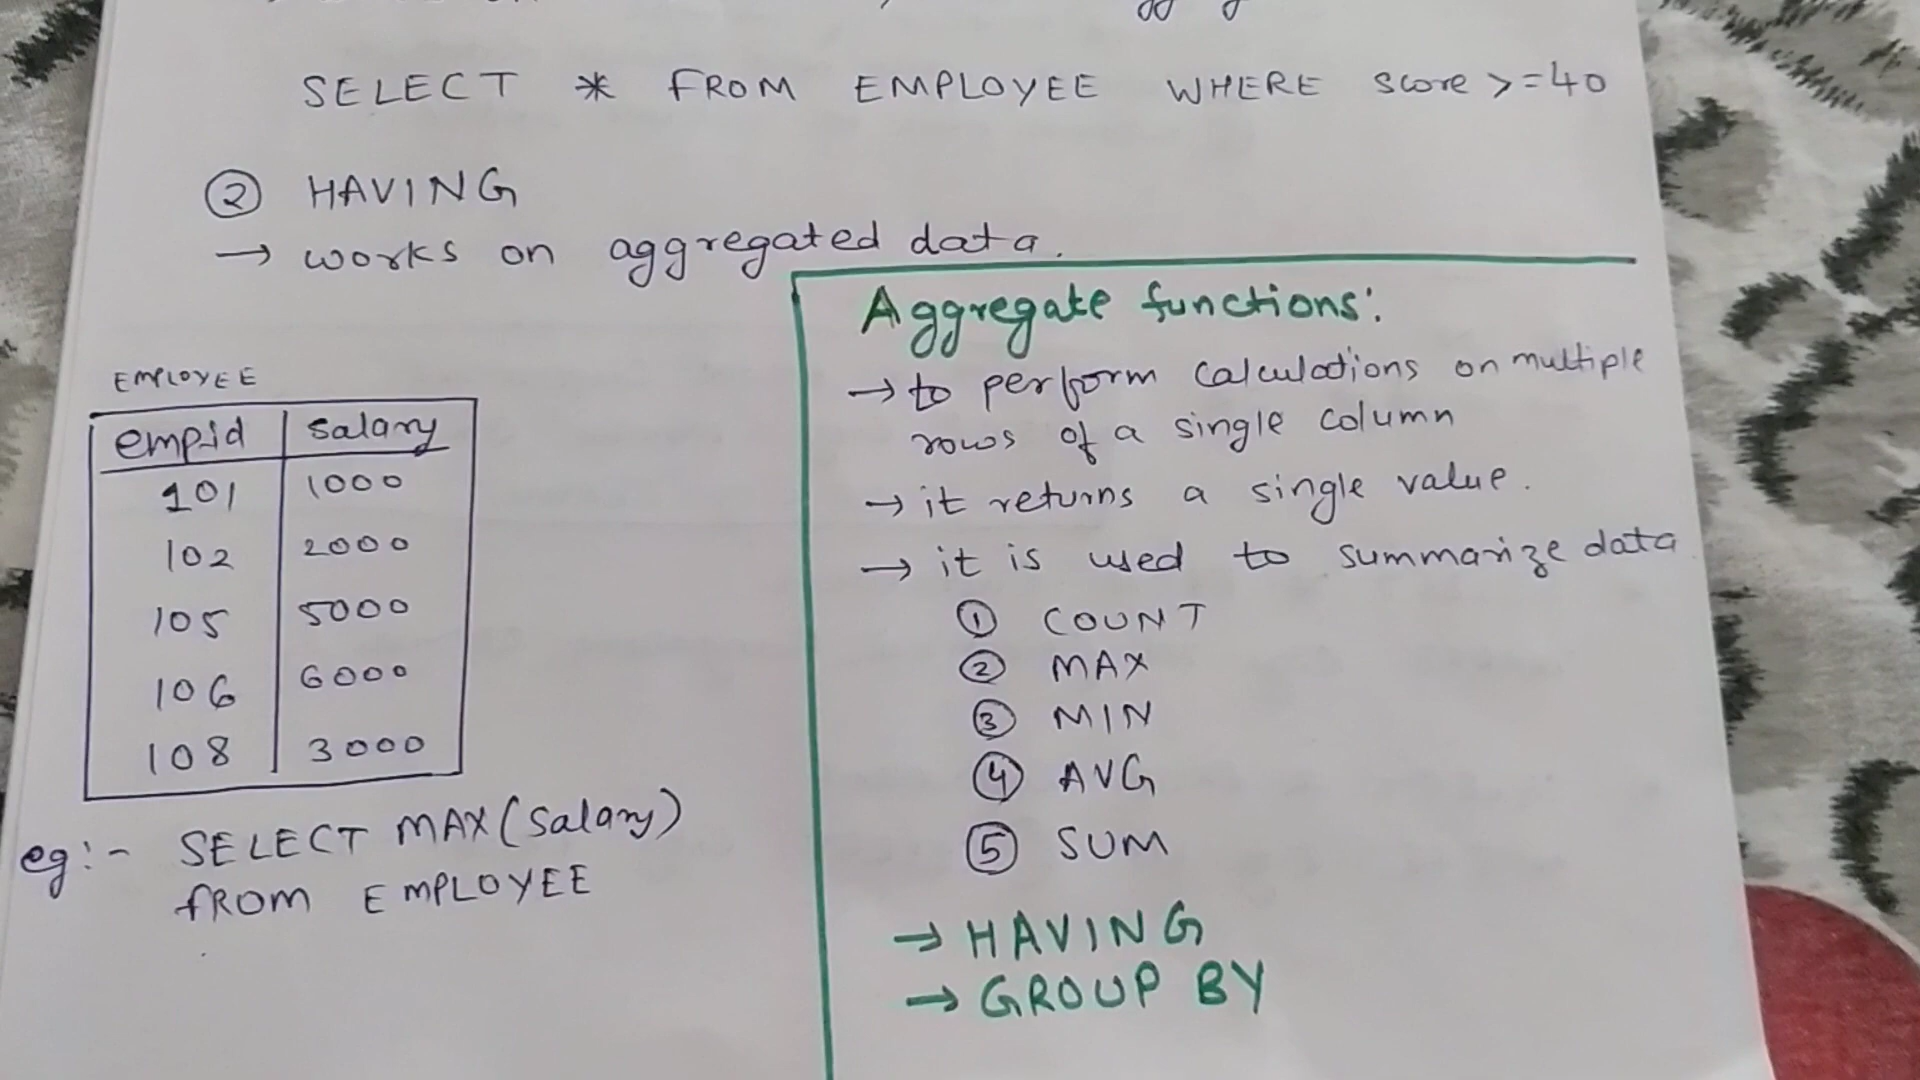 SELECT * FROM EMPLOYEE WHERE score >=40
② HAVING
→ works on aggregated data.
EMPLOYEE
empid salary
101 1000
102 2000
105 5000
106 6000
108 3000
eg:- SELECT MAX(salary)
FROM EMPLOYEE
Aggregate functions:
→ to perform calculations on multiple
rows of a single column
→ it returns a single value.
→ it is used to summarize data
① COUNT
② MAX
③ MIN
④ AVG
⑤ SUM
→ HAVING
→ GROUP BY